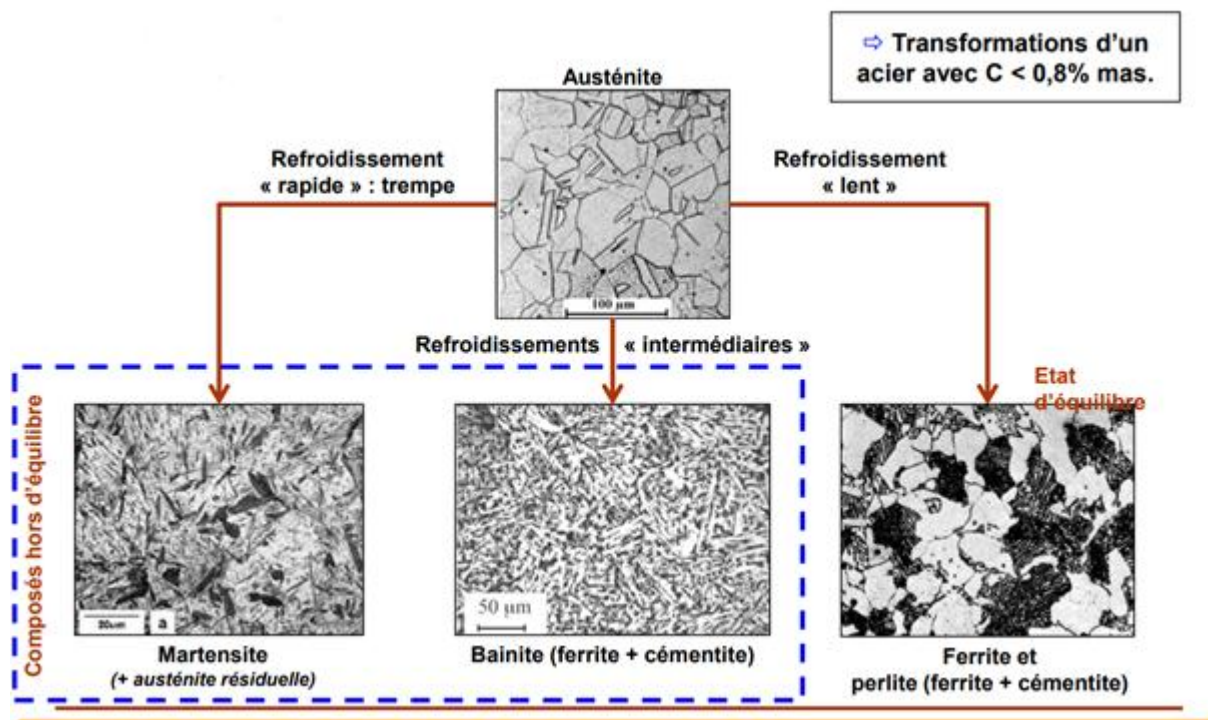 ⇨ Transformations d'un
acier avec C < 0,8% mas.
Austénite
Refroidissement
« rapide » : trempe
Refroidissement
« lent »
100 µm
Refroidissements « intermédiaires »
Etat
d'équilibre
Composés hors d'équilibre
20um
a
50 µm
Martensite
(+ austénite résiduelle)
Bainite (ferrite + cémentite)
Ferrite et
perlite (ferrite + cémentite)